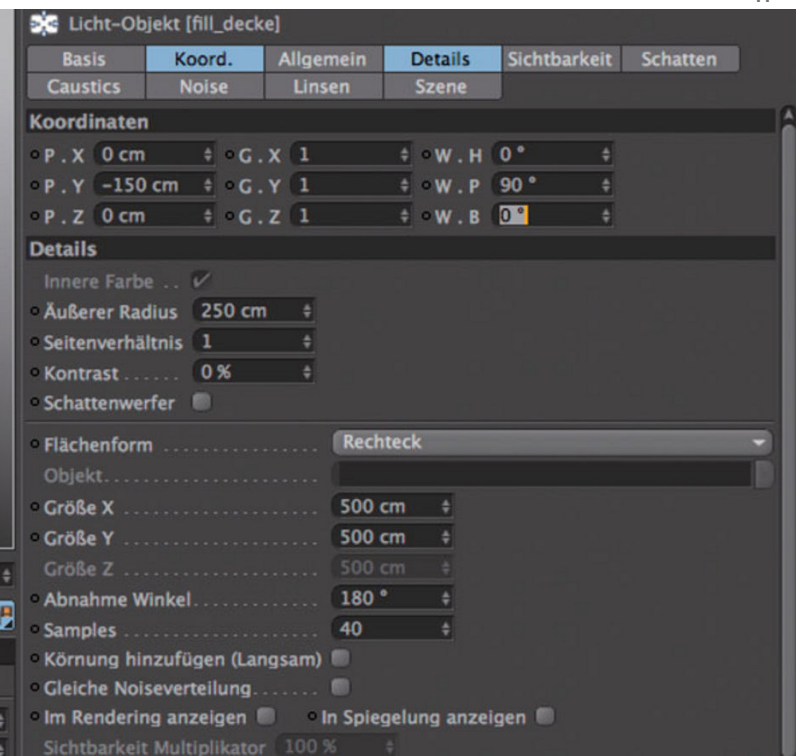 Licht-Objekt [fill_decke]
Basis Koord. Allgemein Details Sichtbarkeit Schatten
Caustics Noise Linsen Szene
Koordinaten
P . X 0 cm G . X 1 W . H 0 °
P . Y -150 cm G . Y 1 W . P 90 °
P . Z 0 cm G . Z 1 W . B 0 °
Details
Innere Farbe . .
Äußerer Radius 250 cm
Seitenverhältnis 1
Kontrast . . . . . . 0 %
Schattenwerfer
Flächenform . . . . . . . . . . . . . . . . Rechteck
Objekt. . . . . . . . . . . . . . . . . . . . . .
Größe X . . . . . . . . . . . . . . . . . . . . 500 cm
Größe Y . . . . . . . . . . . . . . . . . . . . 500 cm
Größe Z . . . . . . . . . . . . . . . . . . . . 500 cm
Abnahme Winkel. . . . . . . . . . . . . 180 °
Samples . . . . . . . . . . . . . . . . . . . . 40
Körnung hinzufügen (Langsam)
Gleiche Noiseverteilung. . . . . . .
Im Rendering anzeigen In Spiegelung anzeigen
Sichtbarkeit Multiplikator 100 %